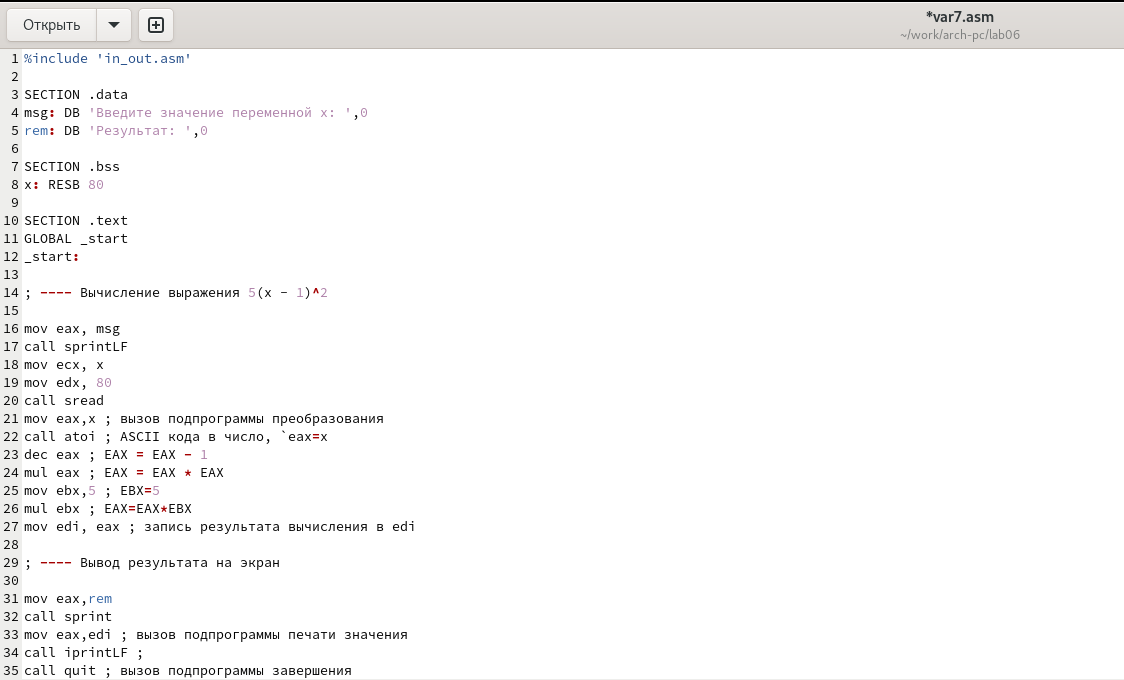 Открыть
*var7.asm
~/work/arch-pc/lab06
1 %include 'in_out.asm'
2
3 SECTION .data
4 msg: DB 'Введите значение переменной x: ',0
5 rem: DB 'Результат: ',0
6
7 SECTION .bss
8 x: RESB 80
9
10 SECTION .text
11 GLOBAL _start
12 _start:
13
14 ; ---- Вычисление выражения 5(x - 1)^2
15
16 mov eax, msg
17 call sprintLF
18 mov ecx, x
19 mov edx, 80
20 call sread
21 mov eax,x ; вызов подпрограммы преобразования
22 call atoi ; ASCII кода в число, `eax=x
23 dec eax ; EAX = EAX - 1
24 mul eax ; EAX = EAX * EAX
25 mov ebx,5 ; EBX=5
26 mul ebx ; EAX=EAX*EBX
27 mov edi, eax ; запись результата вычисления в edi
28
29 ; ---- Вывод результата на экран
30
31 mov eax,rem
32 call sprint
33 mov eax,edi ; вызов подпрограммы печати значения
34 call iprintLF ;
35 call quit ; вызов подпрограммы завершения